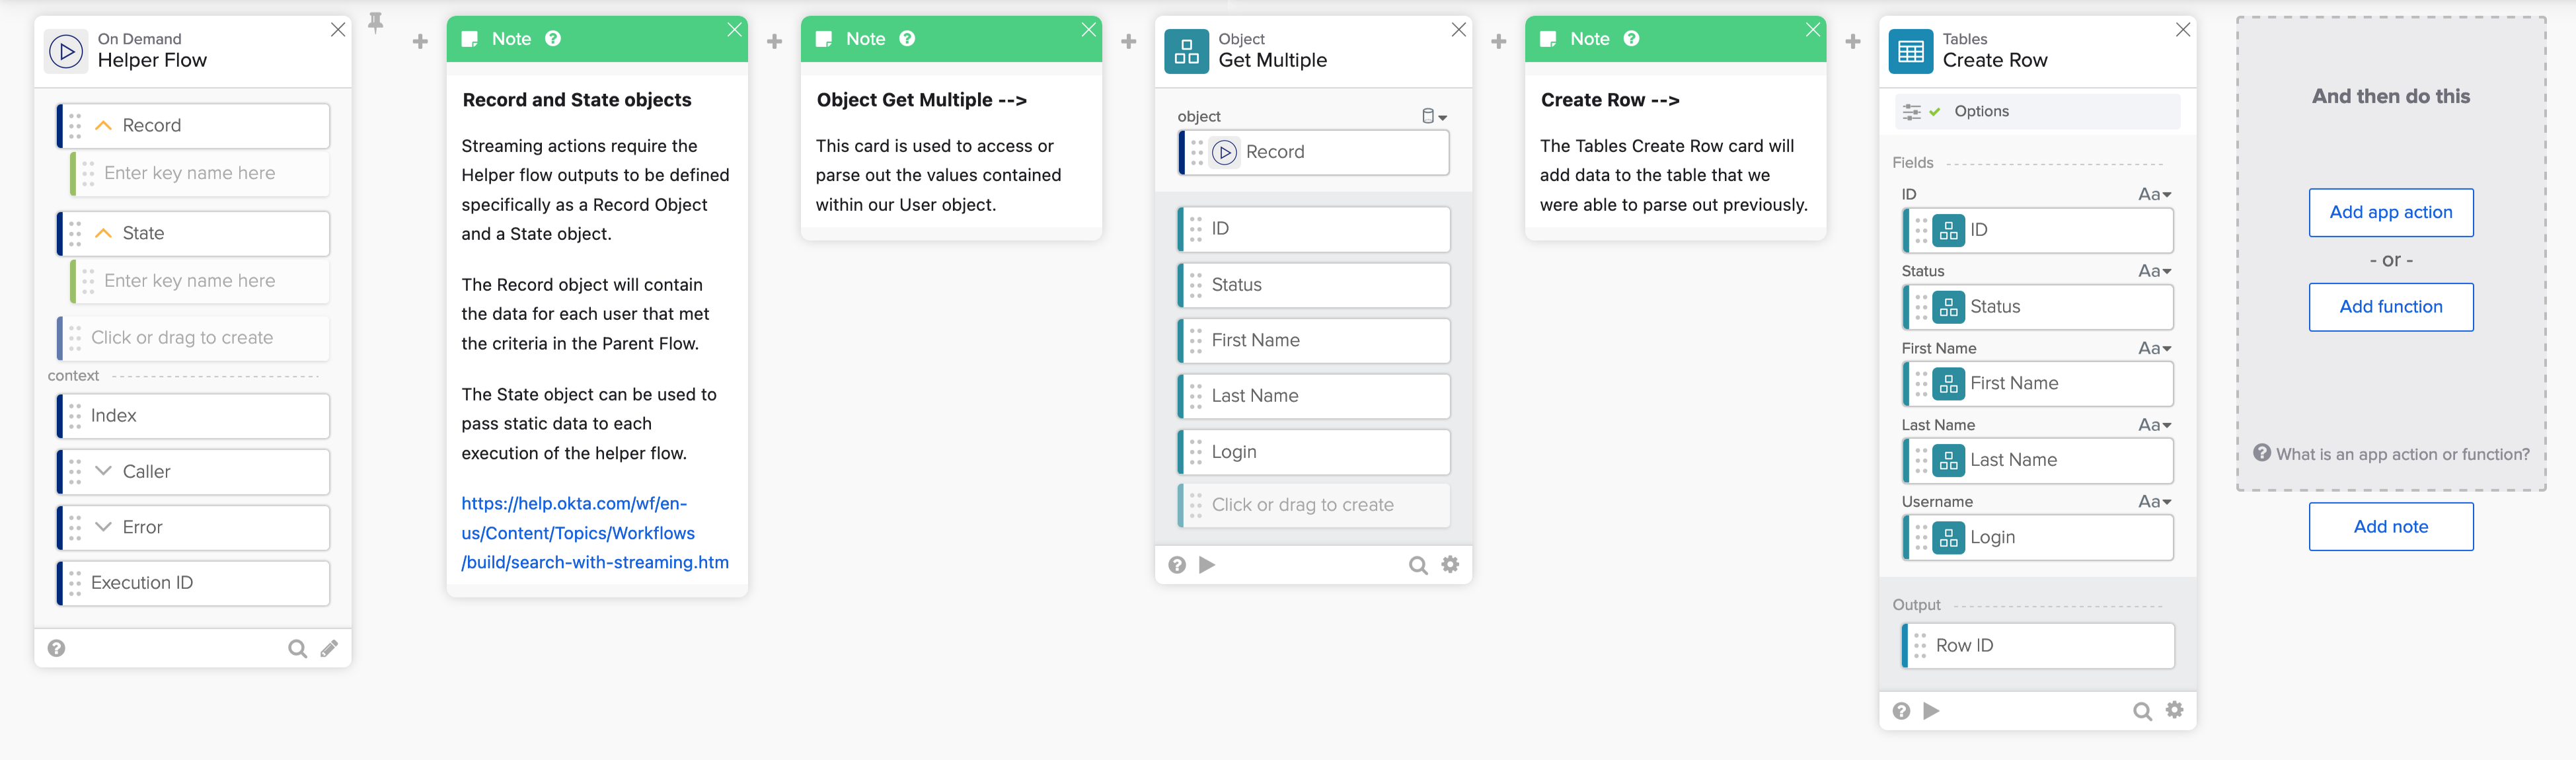 On Demand
Helper Flow
Record
Enter key name here
State
Enter key name here
Click or drag to create
context
Index
Caller
Error
Execution ID
Note
Record and State objects
Streaming actions require the
Helper flow outputs to be defined
specifically as a Record Object
and a State object.
The Record object will contain
the data for each user that met
the criteria in the Parent Flow.
The State object can be used to
pass static data to each
execution of the helper flow.
https://help.okta.com/wf/en-
us/Content/Topics/Workflows
/build/search-with-streaming.htm
Note
Object Get Multiple -->
This card is used to access or
parse out the values contained
within our User object.
Object
Get Multiple
object
Record
ID
Status
First Name
Last Name
Login
Click or drag to create
Note
Create Row -->
The Tables Create Row card will
add data to the table that we
were able to parse out previously.
Tables
Create Row
Options
Fields
ID Aa
ID
Status Aa
Status
First Name Aa
First Name
Last Name Aa
Last Name
Username Aa
Login
Output
Row ID
And then do this
Add app action
- or -
Add function
What is an app action or function?
Add note